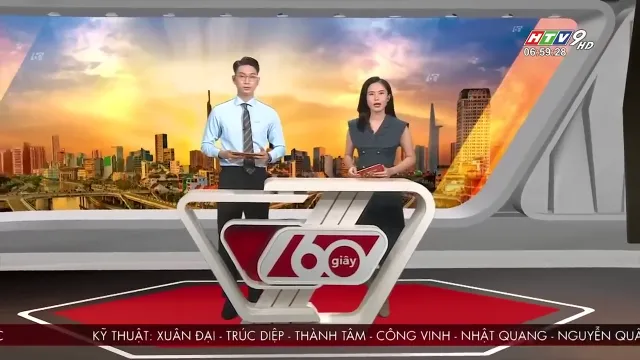 HTV9 HD
06:59:28
60 giây
C KỸ THUẬT: XUÂN ĐẠI - TRÚC DIỆP - THÀNH TÂM - CÔNG VINH - NHẬT QUANG - NGUYỄN QUÂ